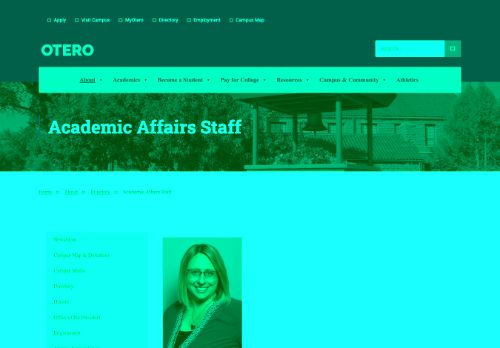 Apply Visit Campus MyOtero Directory Employment Campus Map
OTERO
About Academics Become a Student Pay for College Resources Campus & Community Athletics
Academic Affairs Staff
Home » About » Directory » Academic Affairs Staff
Campus Map & Directions
Campus Media
Directory
History
Office of the President
Employment